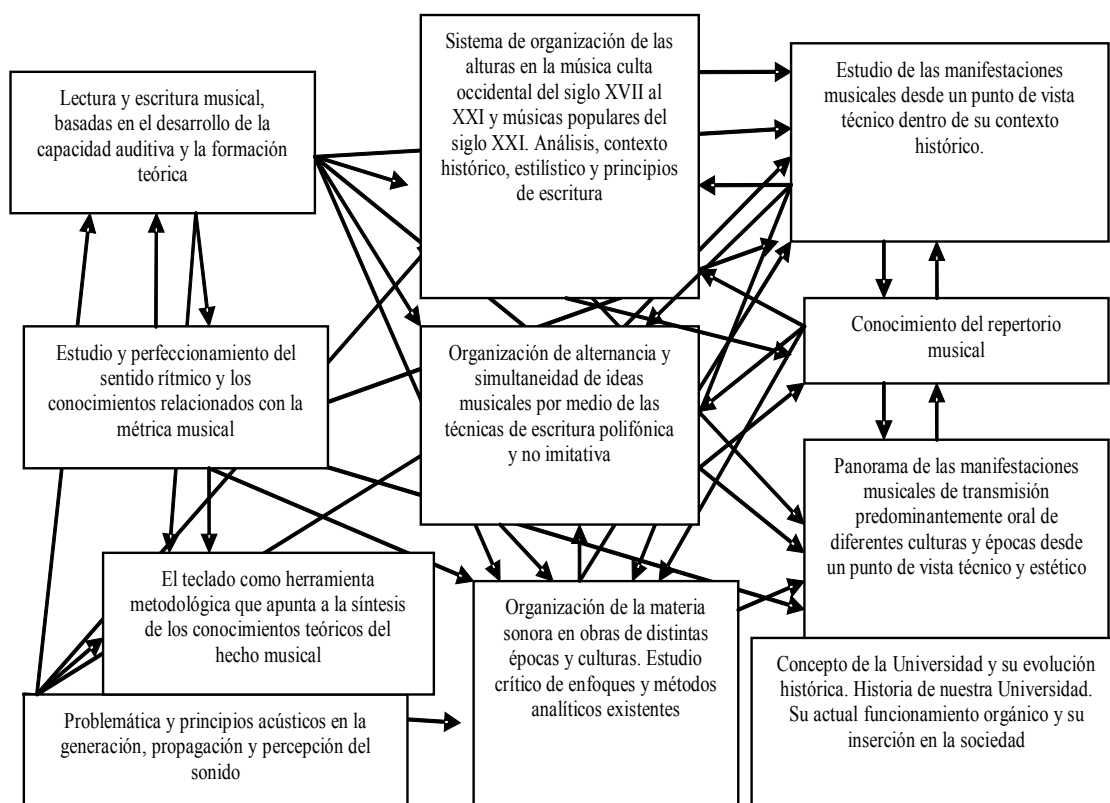 Lectura y escritura musical,
basadas en el desarrollo de la
capacidad auditiva y la formación
teórica
Sistema de organización de las
alturas en la música culta
occidental del siglo XVII al
XXI y músicas populares del
siglo XXI. Análisis, contexto
histórico, estilístico y principios
de escritura
Estudio de las manifestaciones
musicales desde un punto de vista
técnico dentro de su contexto
histórico.
Estudio y perfeccionamiento del
sentido rítmico y los
conocimientos relacionados con la
métrica musical
Organización de alternancia y
simultaneidad de ideas
musicales por medio de las
técnicas de escritura polifónica
y no imitativa
Conocimiento del repertorio
musical
Panorama de las manifestaciones
musicales de transmisión
predominantemente oral de
diferentes culturas y épocas desde
un punto de vista técnico y estético
El teclado como herramienta
metodológica que apunta a la síntesis
de los conocimientos teóricos del
hecho musical
Organización de la materia
sonora en obras de distintas
épocas y culturas. Estudio
crítico de enfoques y métodos
analíticos existentes
Concepto de la Universidad y su evolución
histórica. Historia de nuestra Universidad.
Su actual funcionamiento orgánico y su
inserción en la sociedad
Problemática y principios acústicos en la
generación, propagación y percepción del
sonido